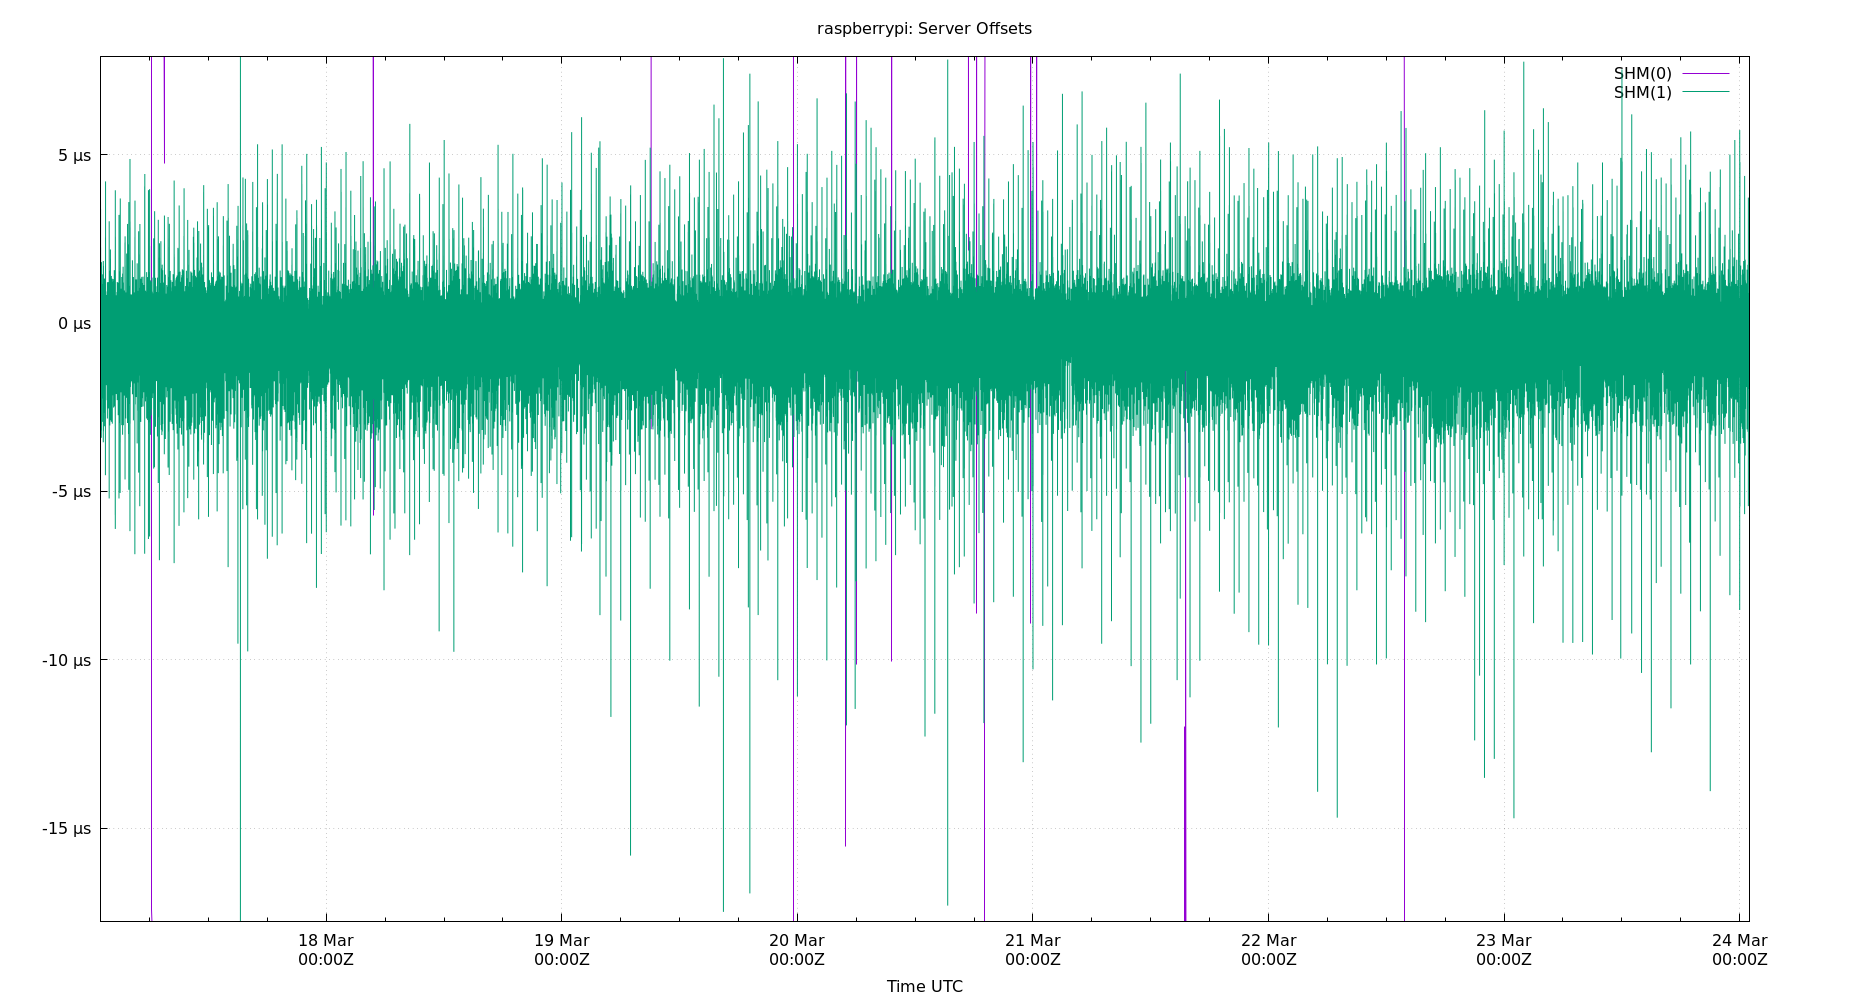 raspberrypi: Server Offsets
SHM(0)
SHM(1)
5 µs
0 µs
-5 µs
-10 µs
-15 µs
18 Mar
00:00Z
19 Mar
00:00Z
20 Mar
00:00Z
21 Mar
00:00Z
22 Mar
00:00Z
23 Mar
00:00Z
24 Mar
00:00Z
Time UTC